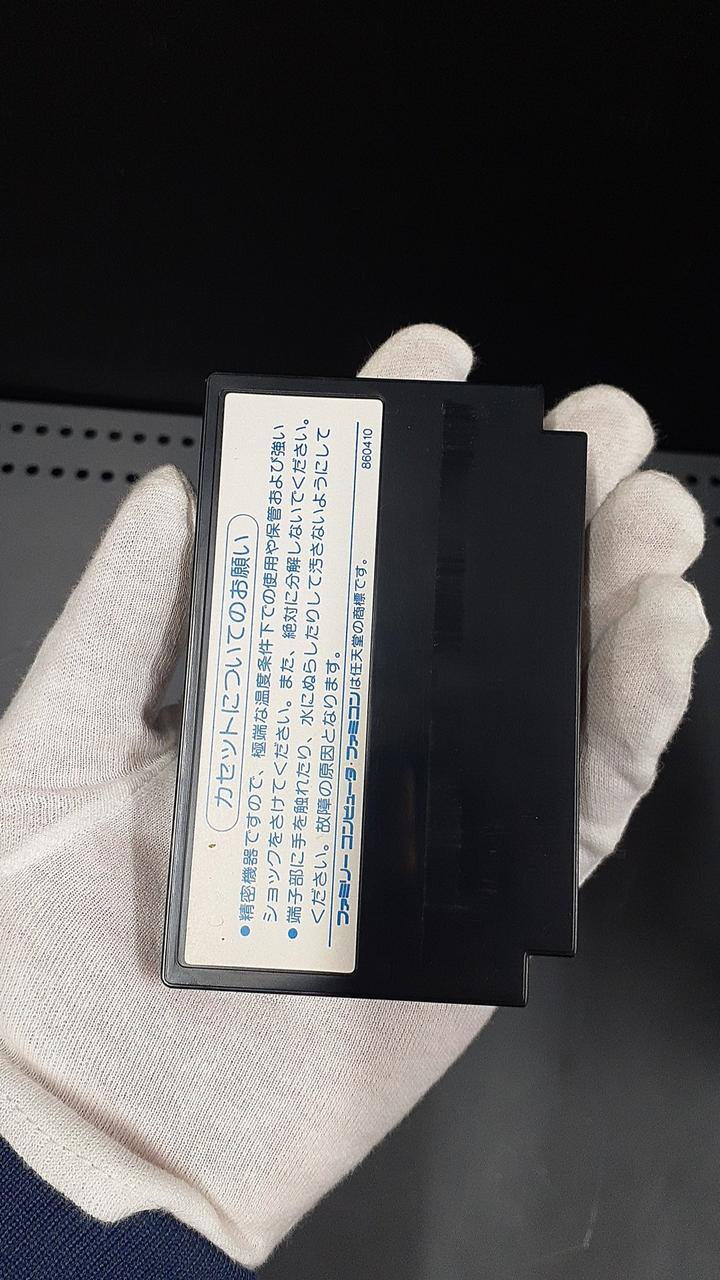 カセットについてのお願い
●精密機器ですので、極端な温度条件下での使用や保管および強い
ショックをさけてください。また、絶対に分解しないでください。
●端子部に手を触れたり、水にぬらしたりして汚さないようにして
ください。故障の原因となります。
ファミリーコンピュータ・ファミコンは任天堂の商標です。
860410